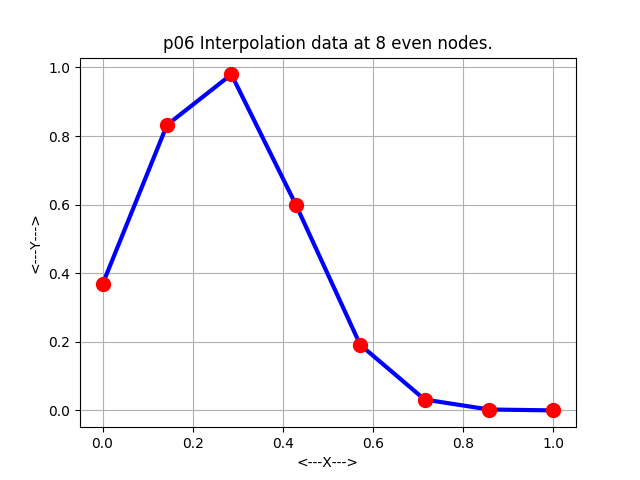 p06 Interpolation data at 8 even nodes.
1.0
0.8
0.6
0.4
0.2
0.0
<---Y--->
0.0 0.2 0.4 0.6 0.8 1.0
<---X--->